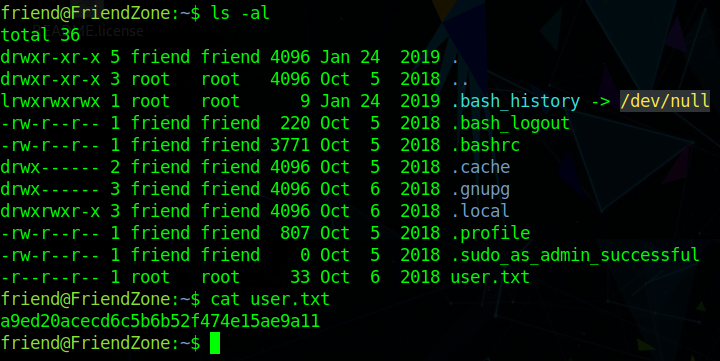 friend@FriendZone:~$ ls -al
total 36
drwxr-xr-x 5 friend friend 4096 Jan 24  2019 .
drwxr-xr-x 3 root   root   4096 Oct  5  2018 ..
lrwxrwxrwx 1 root   root      9 Jan 24  2019 .bash_history -> /dev/null
-rw-r--r-- 1 friend friend  220 Oct  5  2018 .bash_logout
-rw-r--r-- 1 friend friend 3771 Oct  5  2018 .bashrc
drwx------ 2 friend friend 4096 Oct  5  2018 .cache
drwx------ 3 friend friend 4096 Oct  6  2018 .gnupg
drwxrwxr-x 3 friend friend 4096 Oct  6  2018 .local
-rw-r--r-- 1 friend friend  807 Oct  5  2018 .profile
-rw-r--r-- 1 friend friend    0 Oct  5  2018 .sudo_as_admin_successful
-r--r--r-- 1 root   root     33 Oct  6  2018 user.txt
friend@FriendZone:~$ cat user.txt
a9ed20acecd6c5b6b52f474e15ae9a11
friend@FriendZone:~$